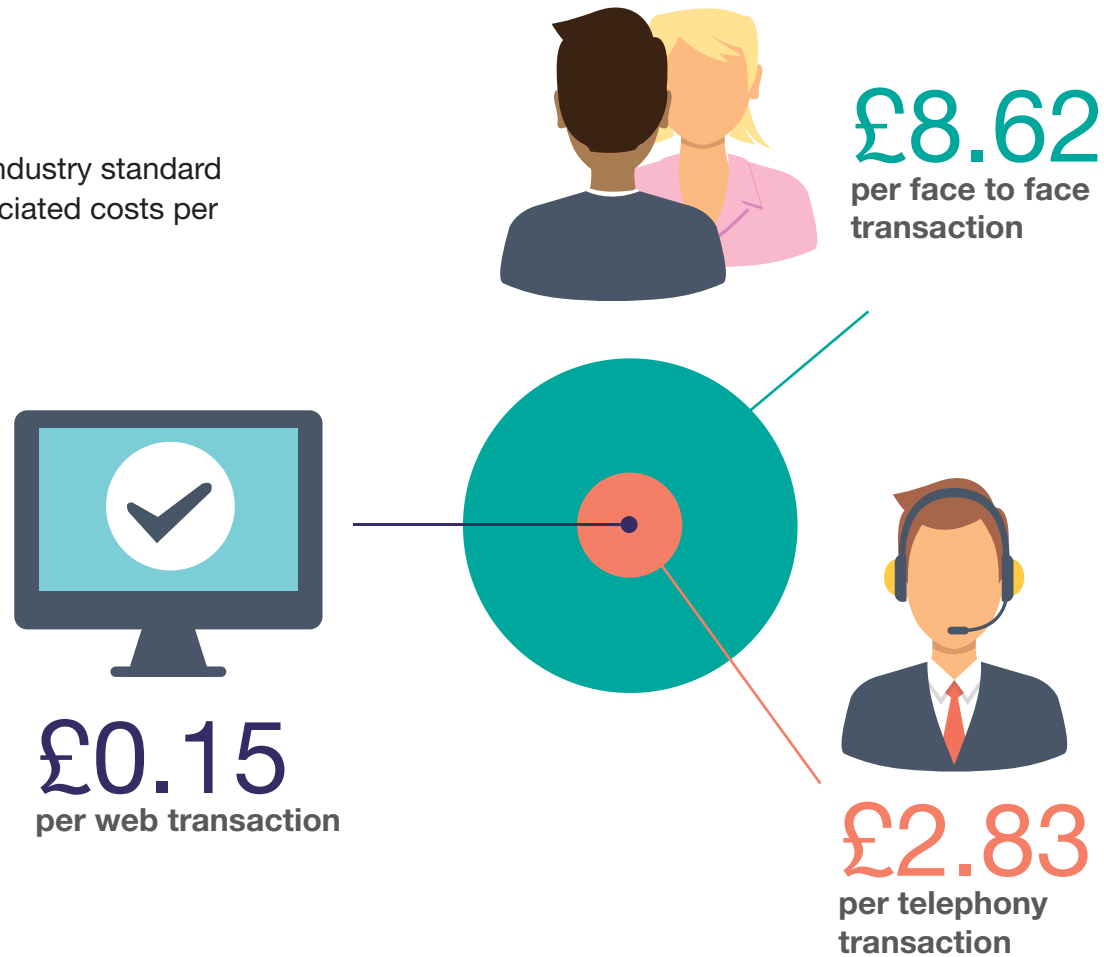 industry standard
ciated costs per
£8.62
per face to face
transaction
£0.15
per web transaction
£2.83
per telephony
transaction